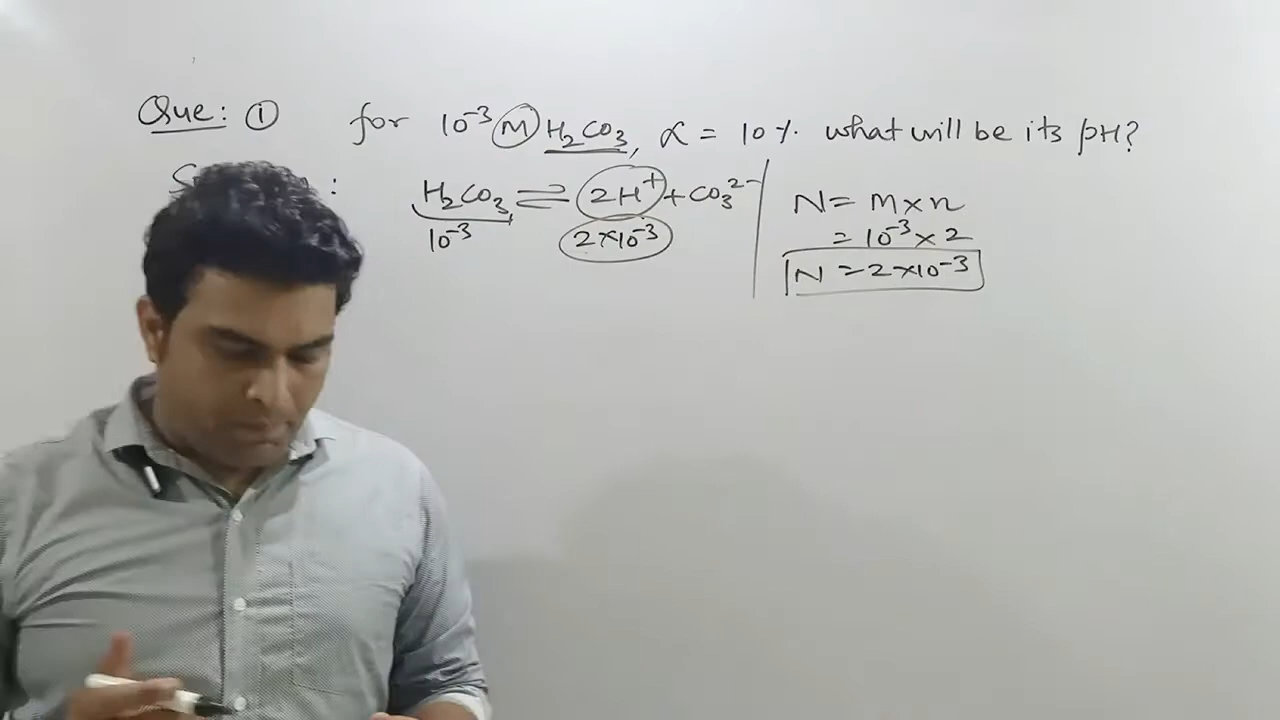 Que: ① for 10⁻³ M H₂CO₃, α = 10% what will be its pH?
:
H₂CO₃ ⇌ 2H⁺ + CO₃²⁻
10⁻³ 2×10⁻³
N = M × n
= 10⁻³ × 2
N = 2×10⁻³